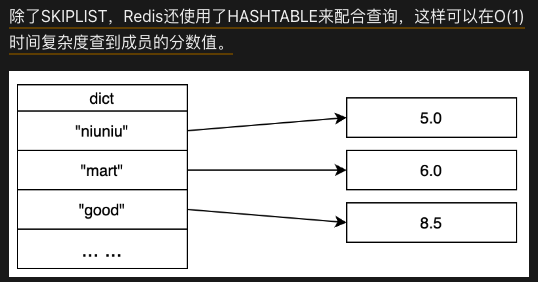 除了SKIPLIST，Redis还使用了HASHTABLE来配合查询，这样可以在O(1)
时间复杂度查到成员的分数值。
dict
"niuniu"
5.0
"mart"
6.0
"good"
8.5
... ...